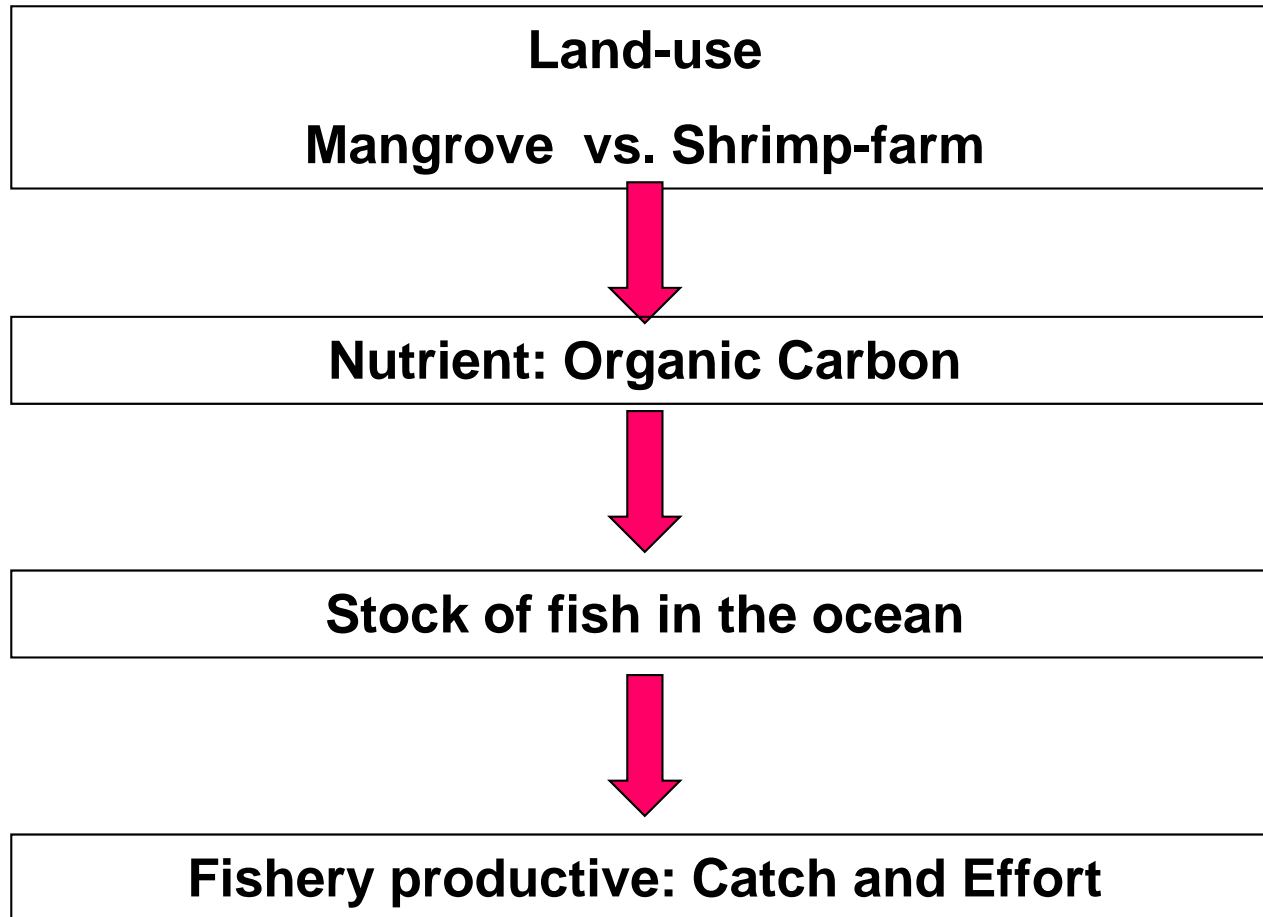 Land-use
Mangrove vs. Shrimp-farm
Nutrient: Organic Carbon
Stock of fish in the ocean
Fishery productive: Catch and Effort